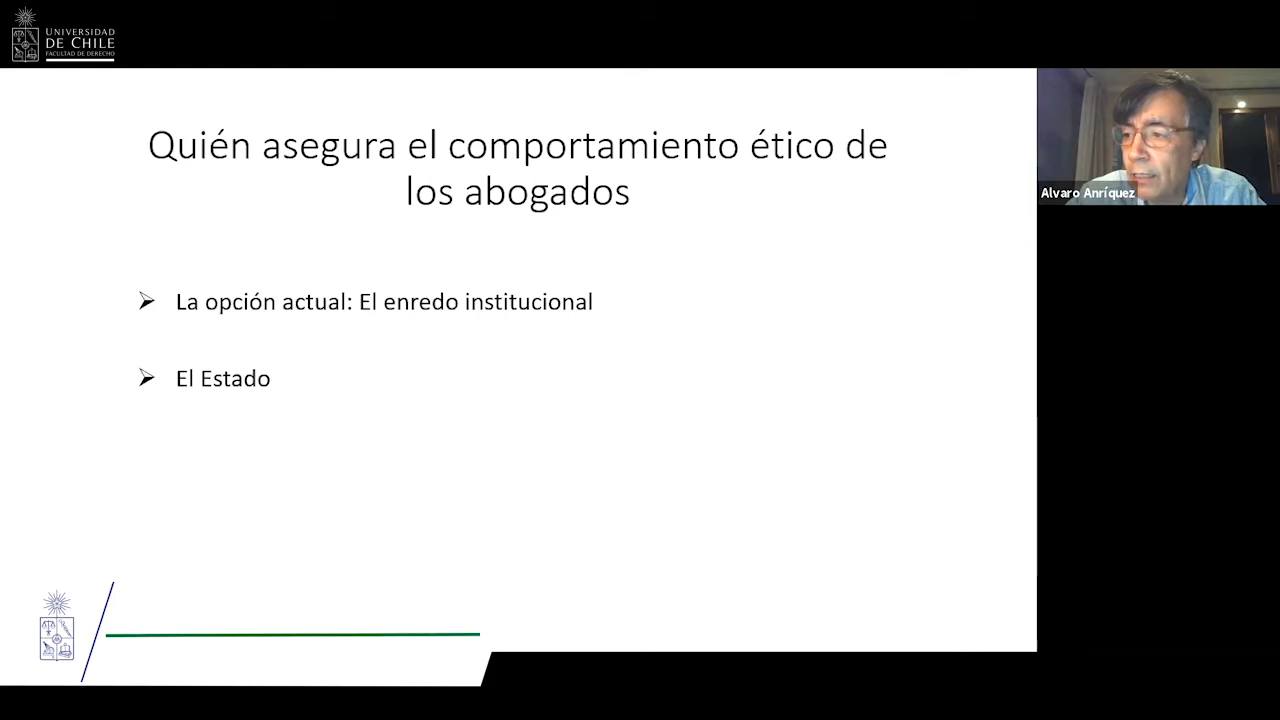 UNIVERSIDAD
DE CHILE
FACULTAD DE DERECHO
Quién asegura el comportamiento ético de
los abogados
Alvaro Anríquez
La opción actual: El enredo institucional
El Estado